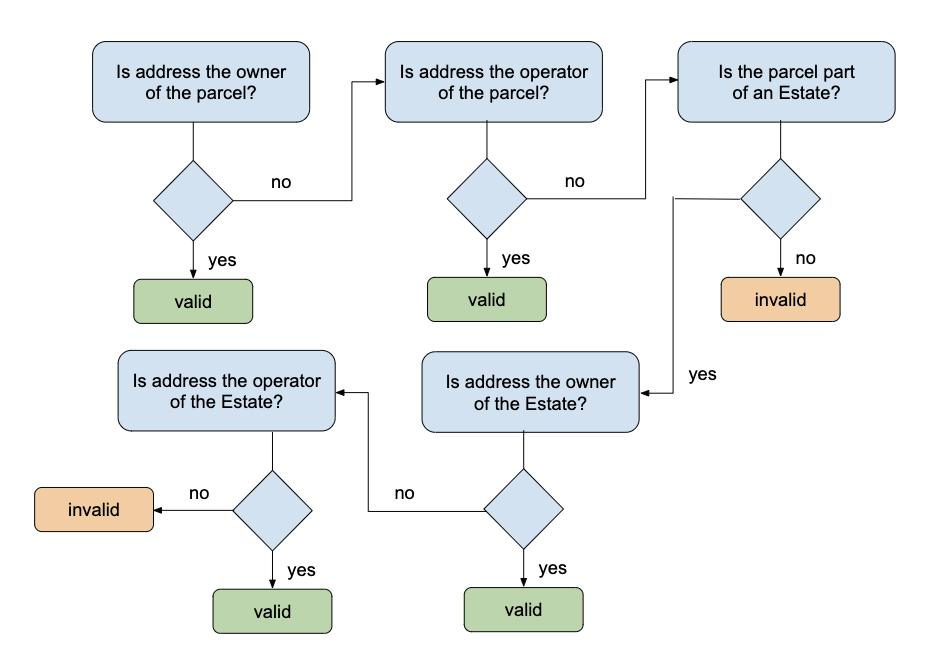 Is address the owner
of the parcel?
Is address the operator
of the parcel?
Is the parcel part
of an Estate?
no
no
yes
yes
no
valid
valid
invalid
Is address the operator
of the Estate?
Is address the owner
of the Estate?
yes
no
no
invalid
yes
yes
valid
valid